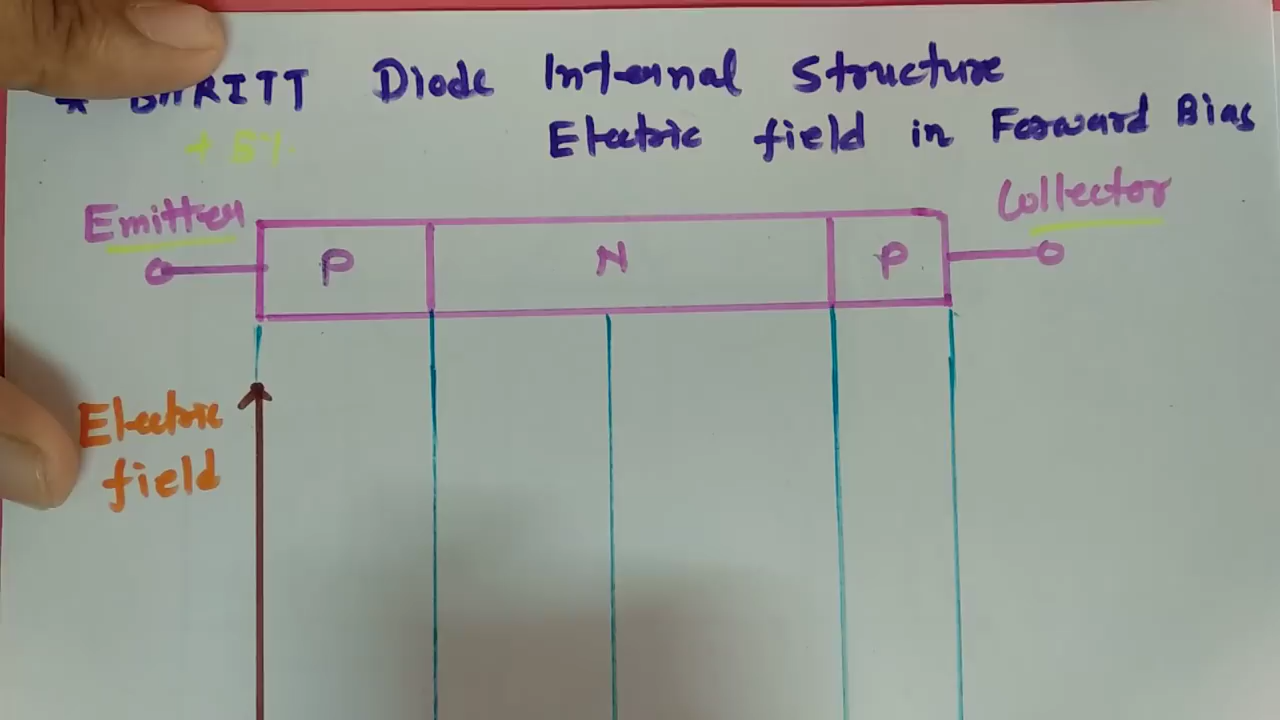 * BARITT Diode Internal Structure
Electric field in Forward Bias
Emitter
Collector
P N P
Electric
field